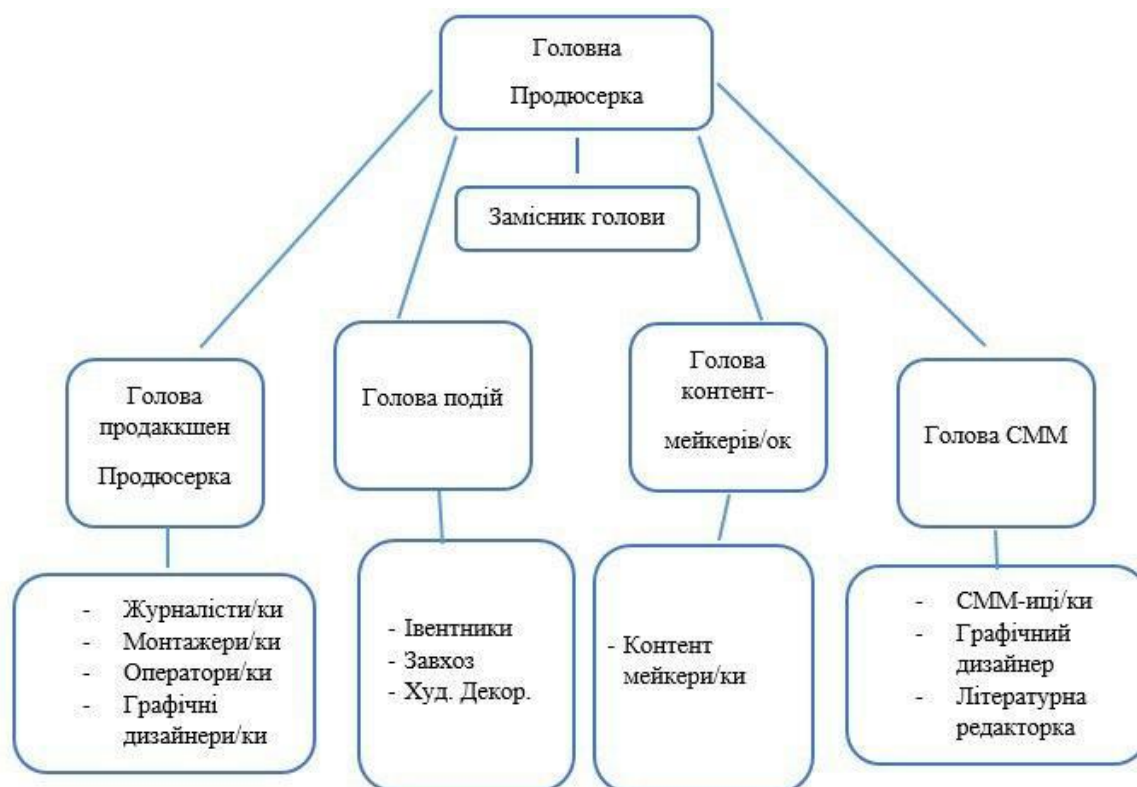 Головна
Продюсерка
Замісник голови
Голова
продаккшен
Продюсерка
Голова подій
Голова
контент-
мейкерів/ок
Голова СММ
- Журналісти/ки
- Монтажери/ки
- Оператори/ки
- Графічні
дизайнери/ки
- Івентники
- Завхоз
- Худ. Декор.
- Контент
мейкери/ки
- СММ-иці/ки
- Графічний
дизайнер
- Літературна
редакторка